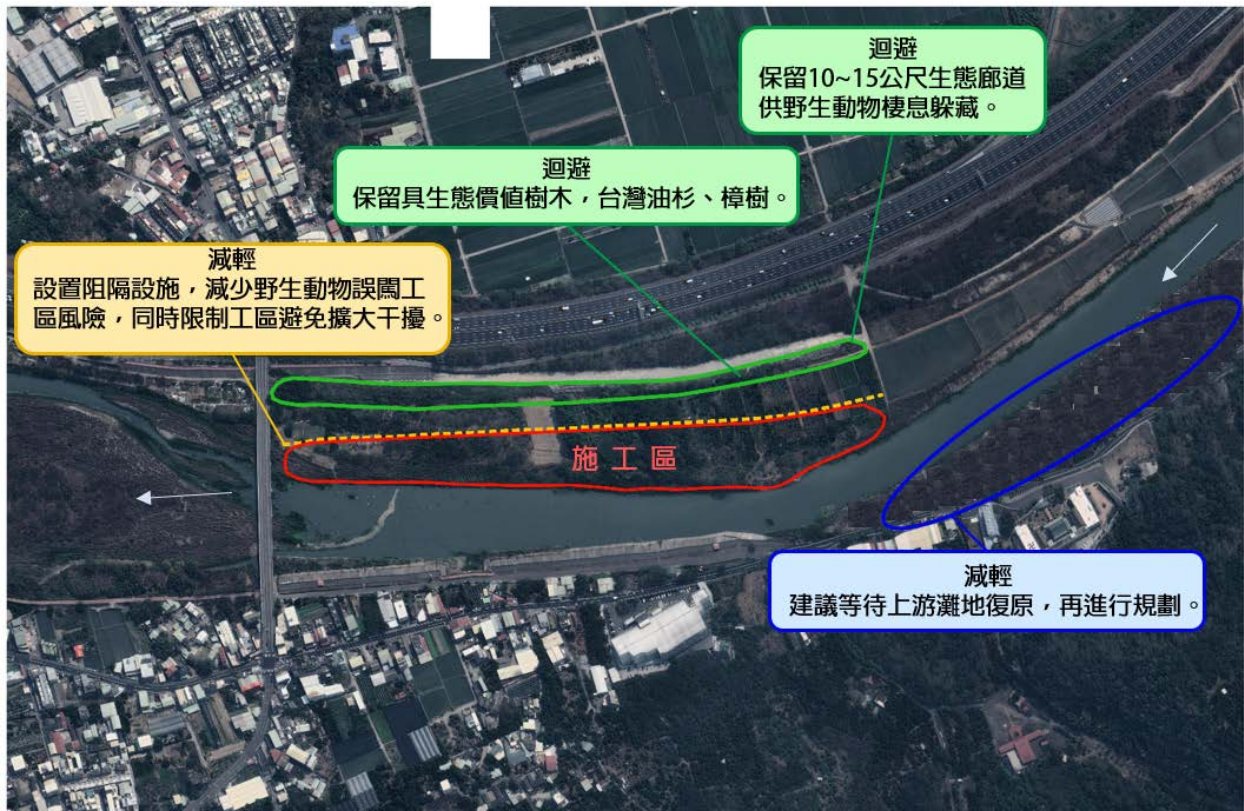 迴避
保留10~15公尺生態廊道
供野生動物棲息躲藏。
迴避
保留具生態價值樹木，台灣油杉、樟樹。
減輕
設置阻隔設施，減少野生動物誤闖工
區風險，同時限制工區避免擴大干擾。
施工區
減輕
建議等待上游灘地復原，再進行規劃。